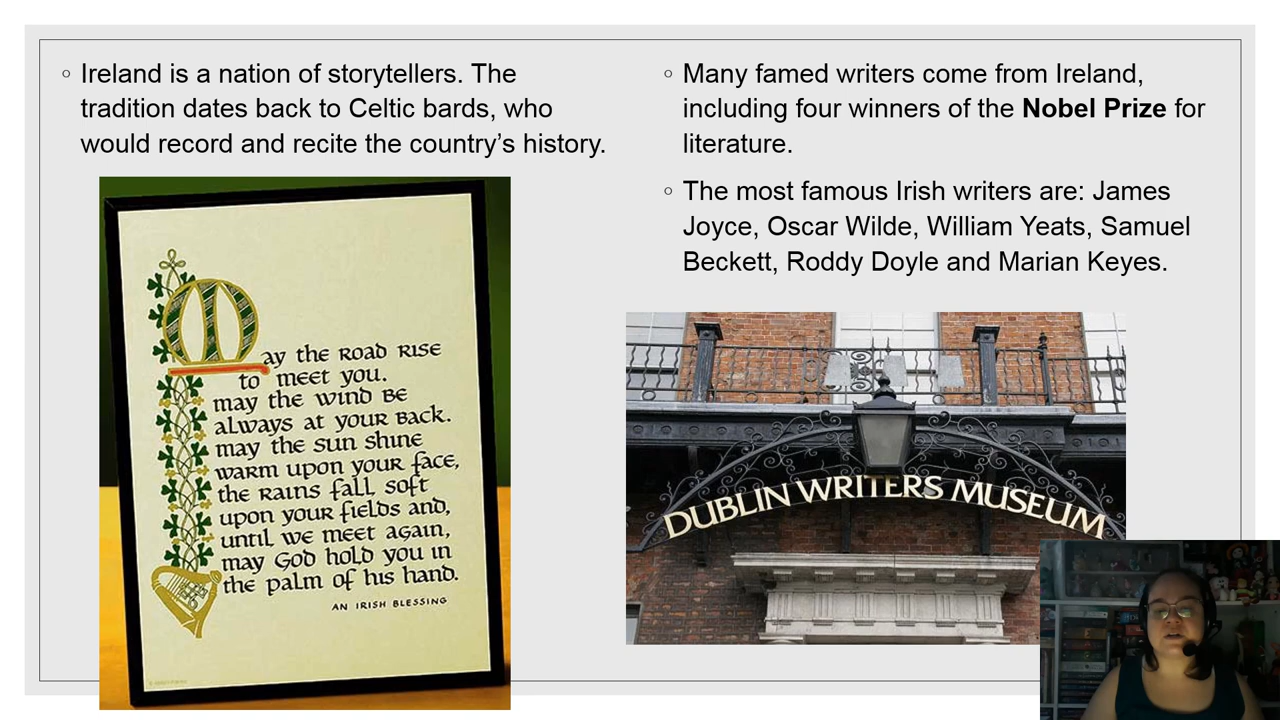 Ireland is a nation of storytellers. The
tradition dates back to Celtic bards, who
would record and recite the country’s history.
May the road rise
to meet you.
may the wind be
always at your back.
may the sun shine
warm upon your face,
the rains fall soft
upon your fields and,
until we meet again,
may God hold you in
the palm of his hand.
AN IRISH BLESSING
Many famed writers come from Ireland,
including four winners of the Nobel Prize for
literature.
The most famous Irish writers are: James
Joyce, Oscar Wilde, William Yeats, Samuel
Beckett, Roddy Doyle and Marian Keyes.
DUBLIN WRITERS MUSEUM